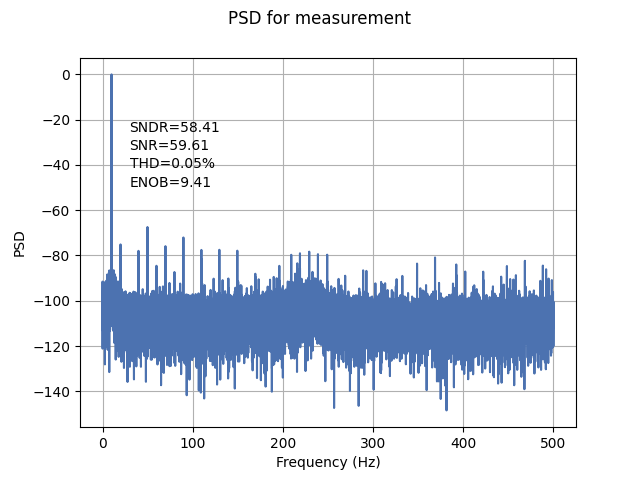 PSD for measurement
0
−20
−40
−60
−80
−100
−120
−140
PSD
SNDR=58.41
SNR=59.61
THD=0.05%
ENOB=9.41
0 100 200 300 400 500
Frequency (Hz)